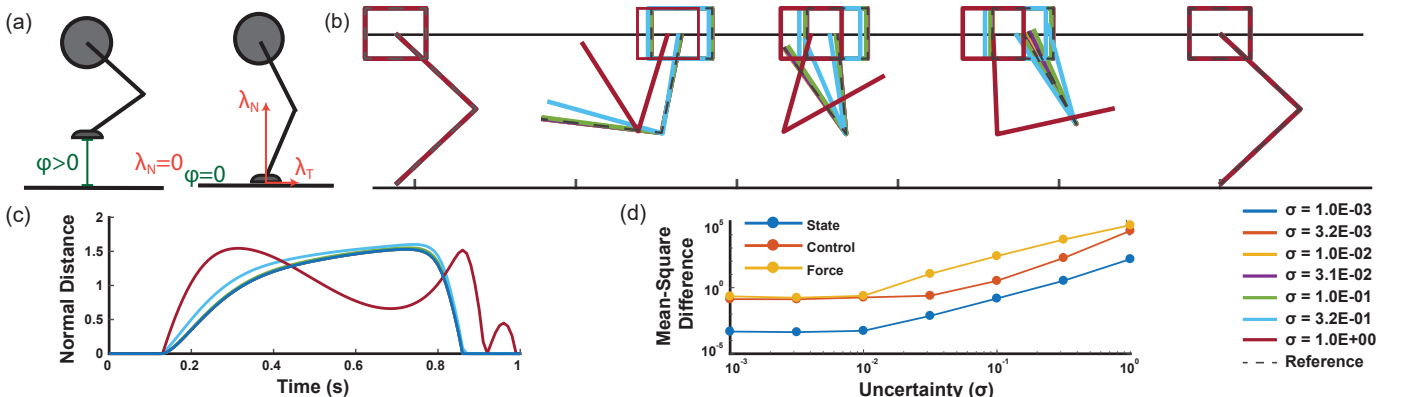 (a)
φ>0
λN=0
φ=0
λN
λT
(b)
(c)
Normal Distance
2
1.5
1
0.5
0
0
0.2
0.4
0.6
0.8
1
Time (s)
(d)
Mean-Square
Difference
10^5
10^0
10^-5
10^-3
10^-2
10^-1
10^0
Uncertainty (σ)
State
Control
Force
σ = 1.0E-03
σ = 3.2E-03
σ = 1.0E-02
σ = 3.1E-02
σ = 1.0E-01
σ = 3.2E-01
σ = 1.0E+00
Reference